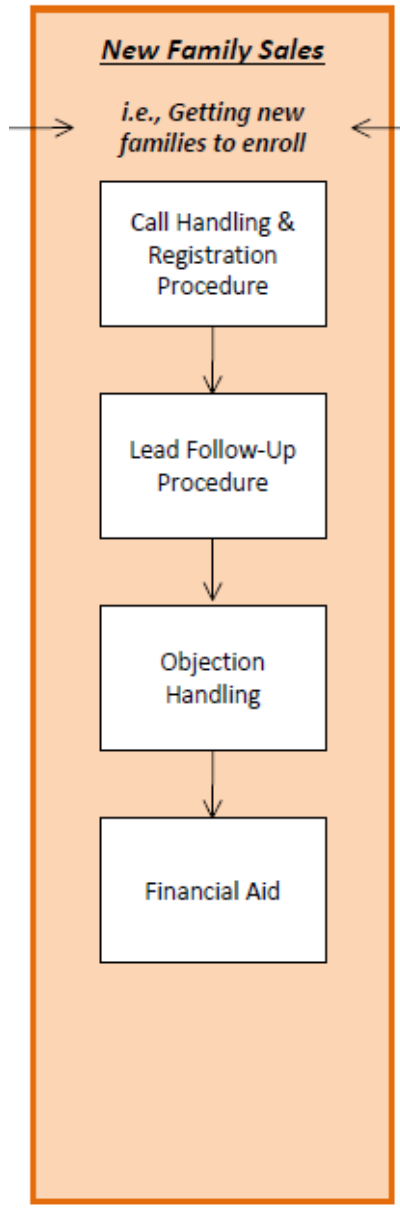 New Family Sales
i.e., Getting new
families to enroll
Call Handling &
Registration
Procedure
Lead Follow-Up
Procedure
Objection
Handling
Financial Aid